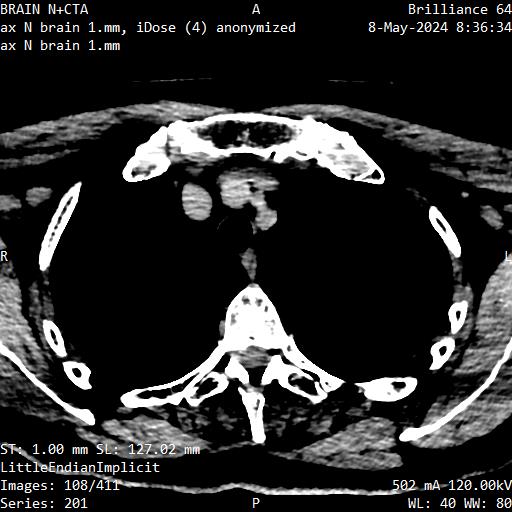 BRAIN N+CTA
A
Brilliance 64
ax N brain 1.mm, iDose (4) anonymized
8-May-2024 8:36:34
ax N brain 1.mm
R
L
ST: 1.00 mm SL: 127.02 mm
LittleEndianImplicit
Images: 108/411
502 mA 120.00kV
Series: 201
P
WL: 40 WW: 80